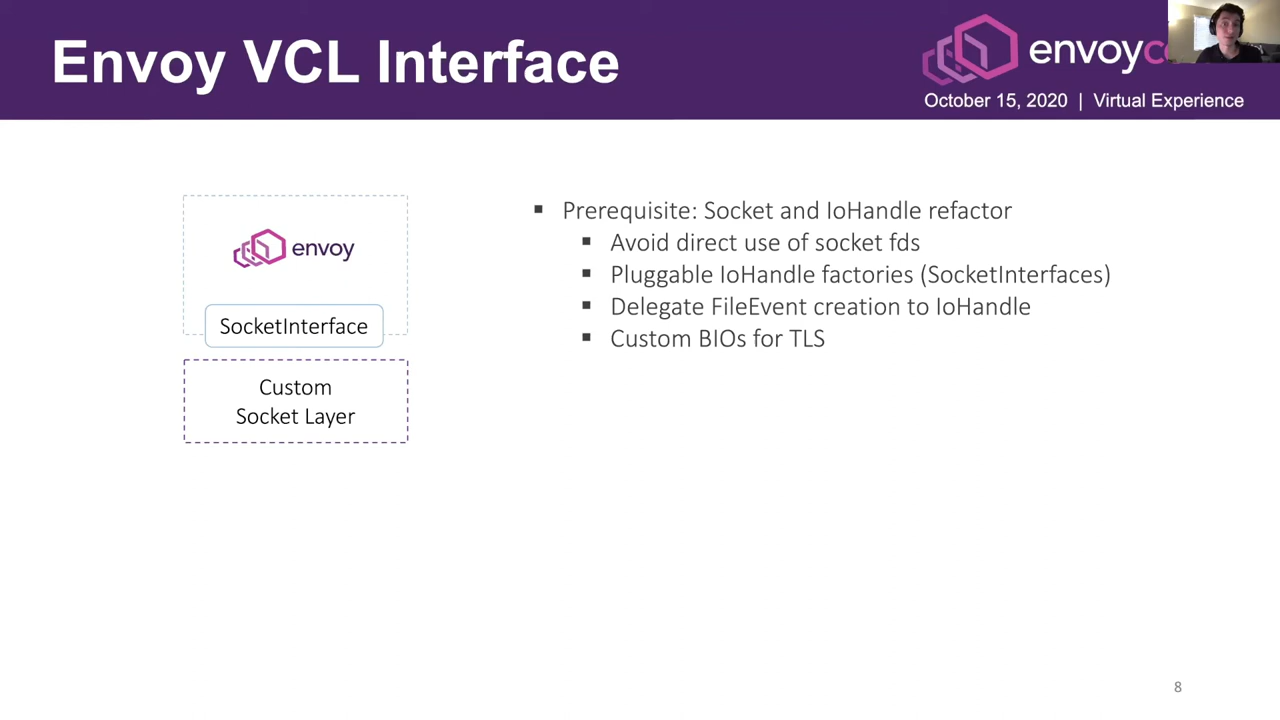 Envoy VCL Interface
envoyc
October 15, 2020 | Virtual Experience
envoy
SocketInterface
Custom
Socket Layer
▪ Prerequisite: Socket and IoHandle refactor
▪ Avoid direct use of socket fds
▪ Pluggable IoHandle factories (SocketInterfaces)
▪ Delegate FileEvent creation to IoHandle
▪ Custom BIOs for TLS
8